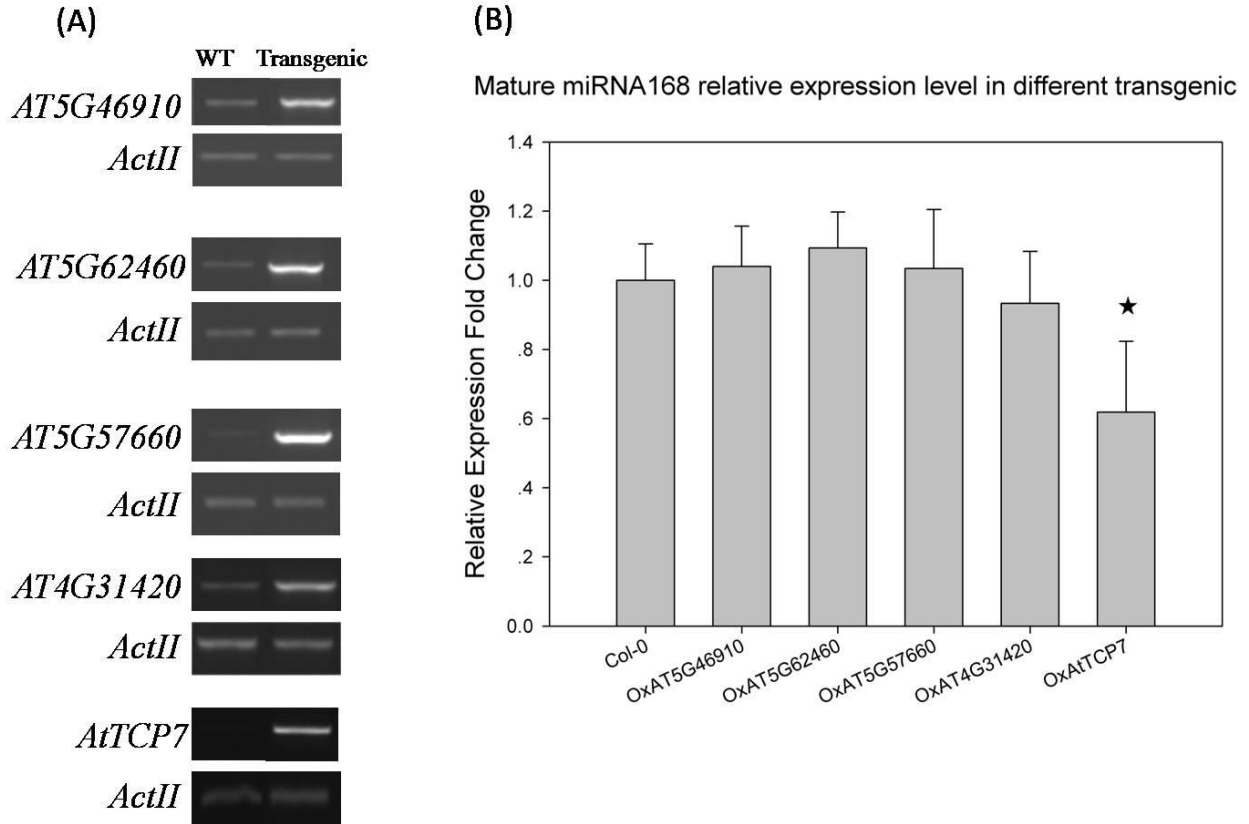 (A)
WT Transgenic
AT5G46910
ActII
AT5G62460
ActII
AT5G57660
ActII
AT4G31420
ActII
AtTCP7
ActII
(B)
Mature miRNA168 relative expression level in different transgenic
Relative Expression Fold Change
1.4
1.2
1.0
.8
.6
.4
.2
0.0
Col-0
OxAT5G46910
OxAT5G62460
OxAT5G57660
OxAT4G31420
OxAtTCP7